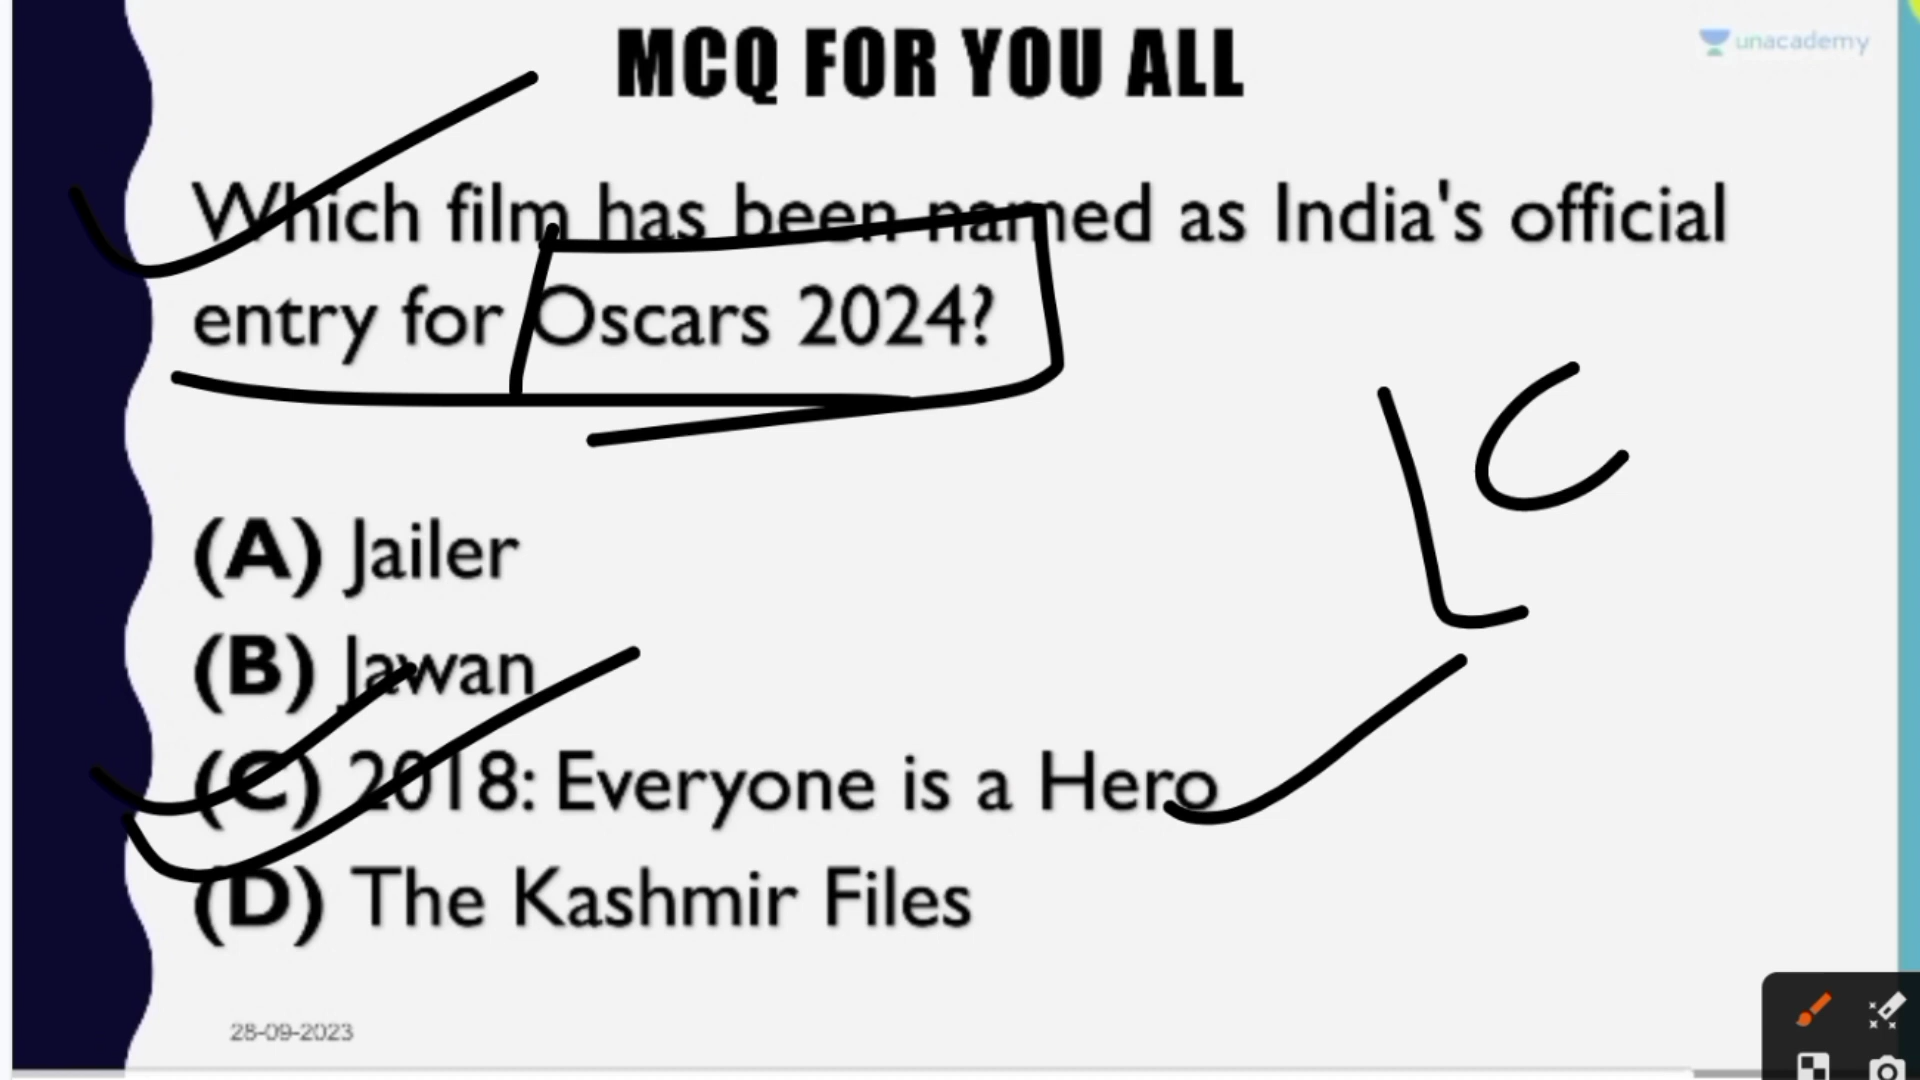 MCQ FOR YOU ALL
unacademy
Which film has been named as India's official
entry for Oscars 2024?
LC
(A) Jailer
(B) Jawan
(C) 2018: Everyone is a Hero
(D) The Kashmir Files
28-09-2023